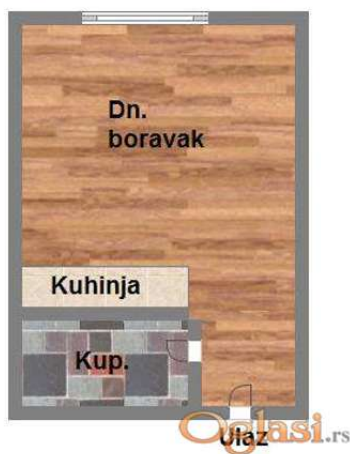 Dn.
boravak
Kuhinja
Kup.
Oglasi.rs
Ulaz